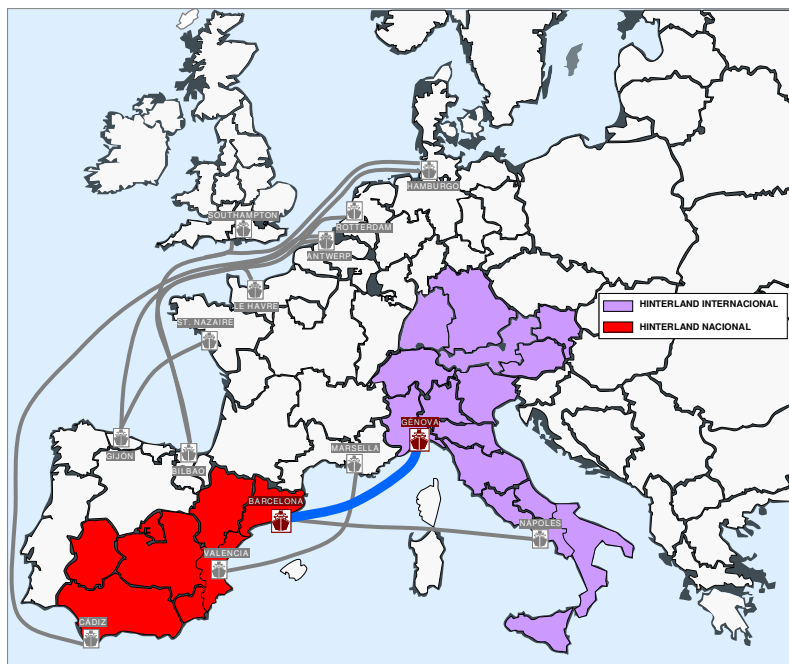 HAMBURGO
SOUTHAMPTON
ROTTERDAM
ANTWERP
LE HAVRE
ST. NAZAIRE
HINTERLAND INTERNACIONAL
HINTERLAND NACIONAL
GENOVA
MARSELLA
GIJON
BILBAO
BARCELONA
NAPOLES
VALENCIA
CÁDIZ